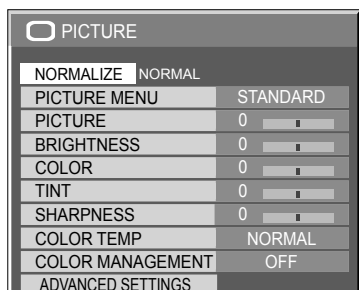 PICTURE
NORMALIZE NORMAL
PICTURE MENU STANDARD
PICTURE 0
BRIGHTNESS 0
COLOR 0
TINT 0
SHARPNESS 0
COLOR TEMP NORMAL
COLOR MANAGEMENT OFF
ADVANCED SETTINGS